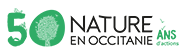 50 NATURE
EN OCCITANIE
ANS
d'actions